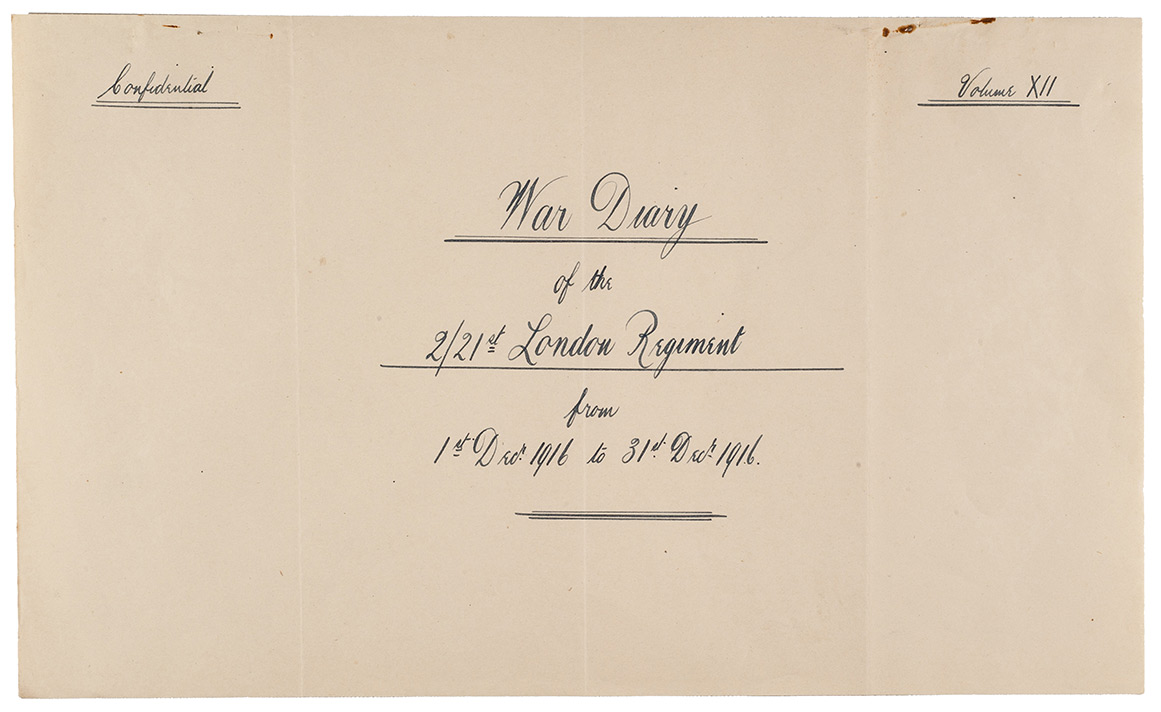 Confidential
Volume XII
War Diary
of the
2/21st London Regiment
from
1st Decr. 1916 to 31st Decr. 1916.